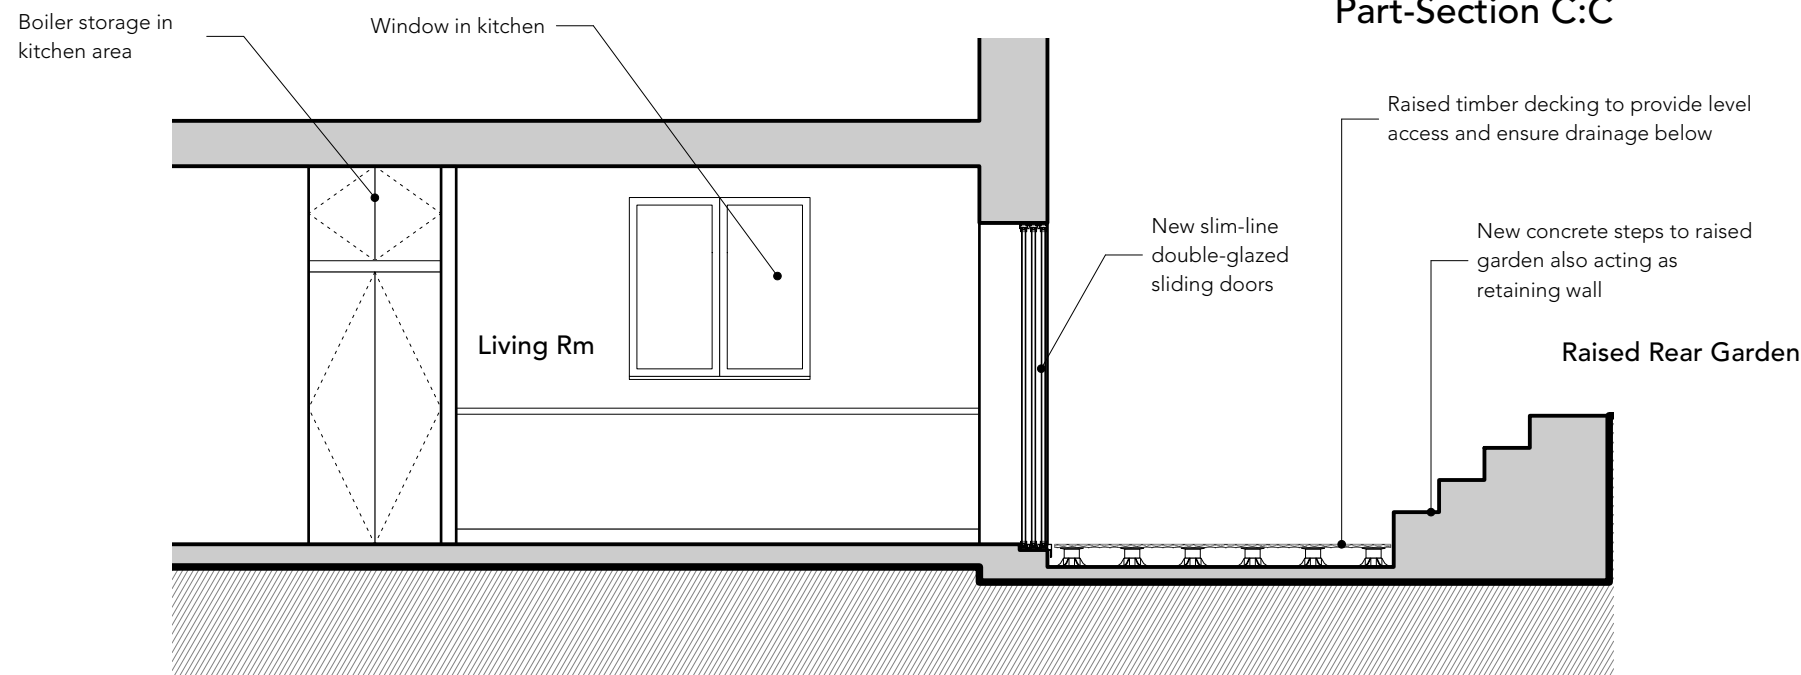 Part-Section C:C
Boiler storage in
kitchen area
Window in kitchen
Raised timber decking to provide level
access and ensure drainage below
New slim-line
double-glazed
sliding doors
New concrete steps to raised
garden also acting as
retaining wall
Living Rm
Raised Rear Garden